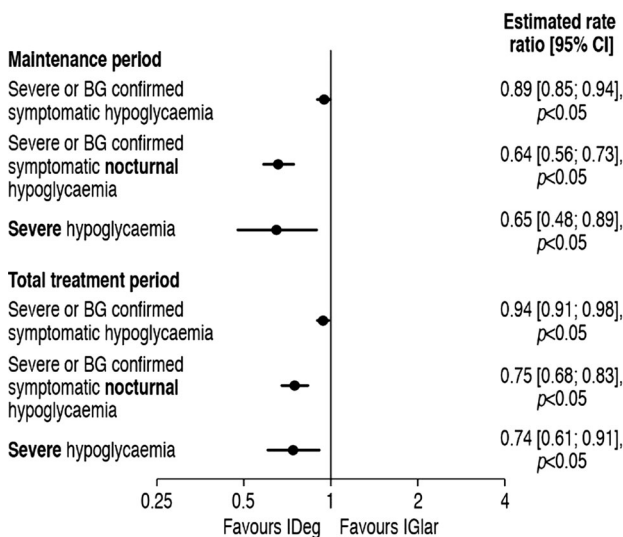 Estimated rate
ratio [95% CI]
Maintenance period
Severe or BG confirmed
symptomatic hypoglycaemia
0.89 [0.85; 0.94],
p<0.05
Severe or BG confirmed
symptomatic nocturnal
hypoglycaemia
0.64 [0.56; 0.73],
p<0.05
Severe hypoglycaemia
0.65 [0.48; 0.89],
p<0.05
Total treatment period
Severe or BG confirmed
symptomatic hypoglycaemia
0.94 [0.91; 0.98],
p<0.05
Severe or BG confirmed
symptomatic nocturnal
hypoglycaemia
0.75 [0.68; 0.83],
p<0.05
Severe hypoglycaemia
0.74 [0.61; 0.91],
p<0.05
0.25 0.5 1 2 4
Favours IDeg Favours IGlar